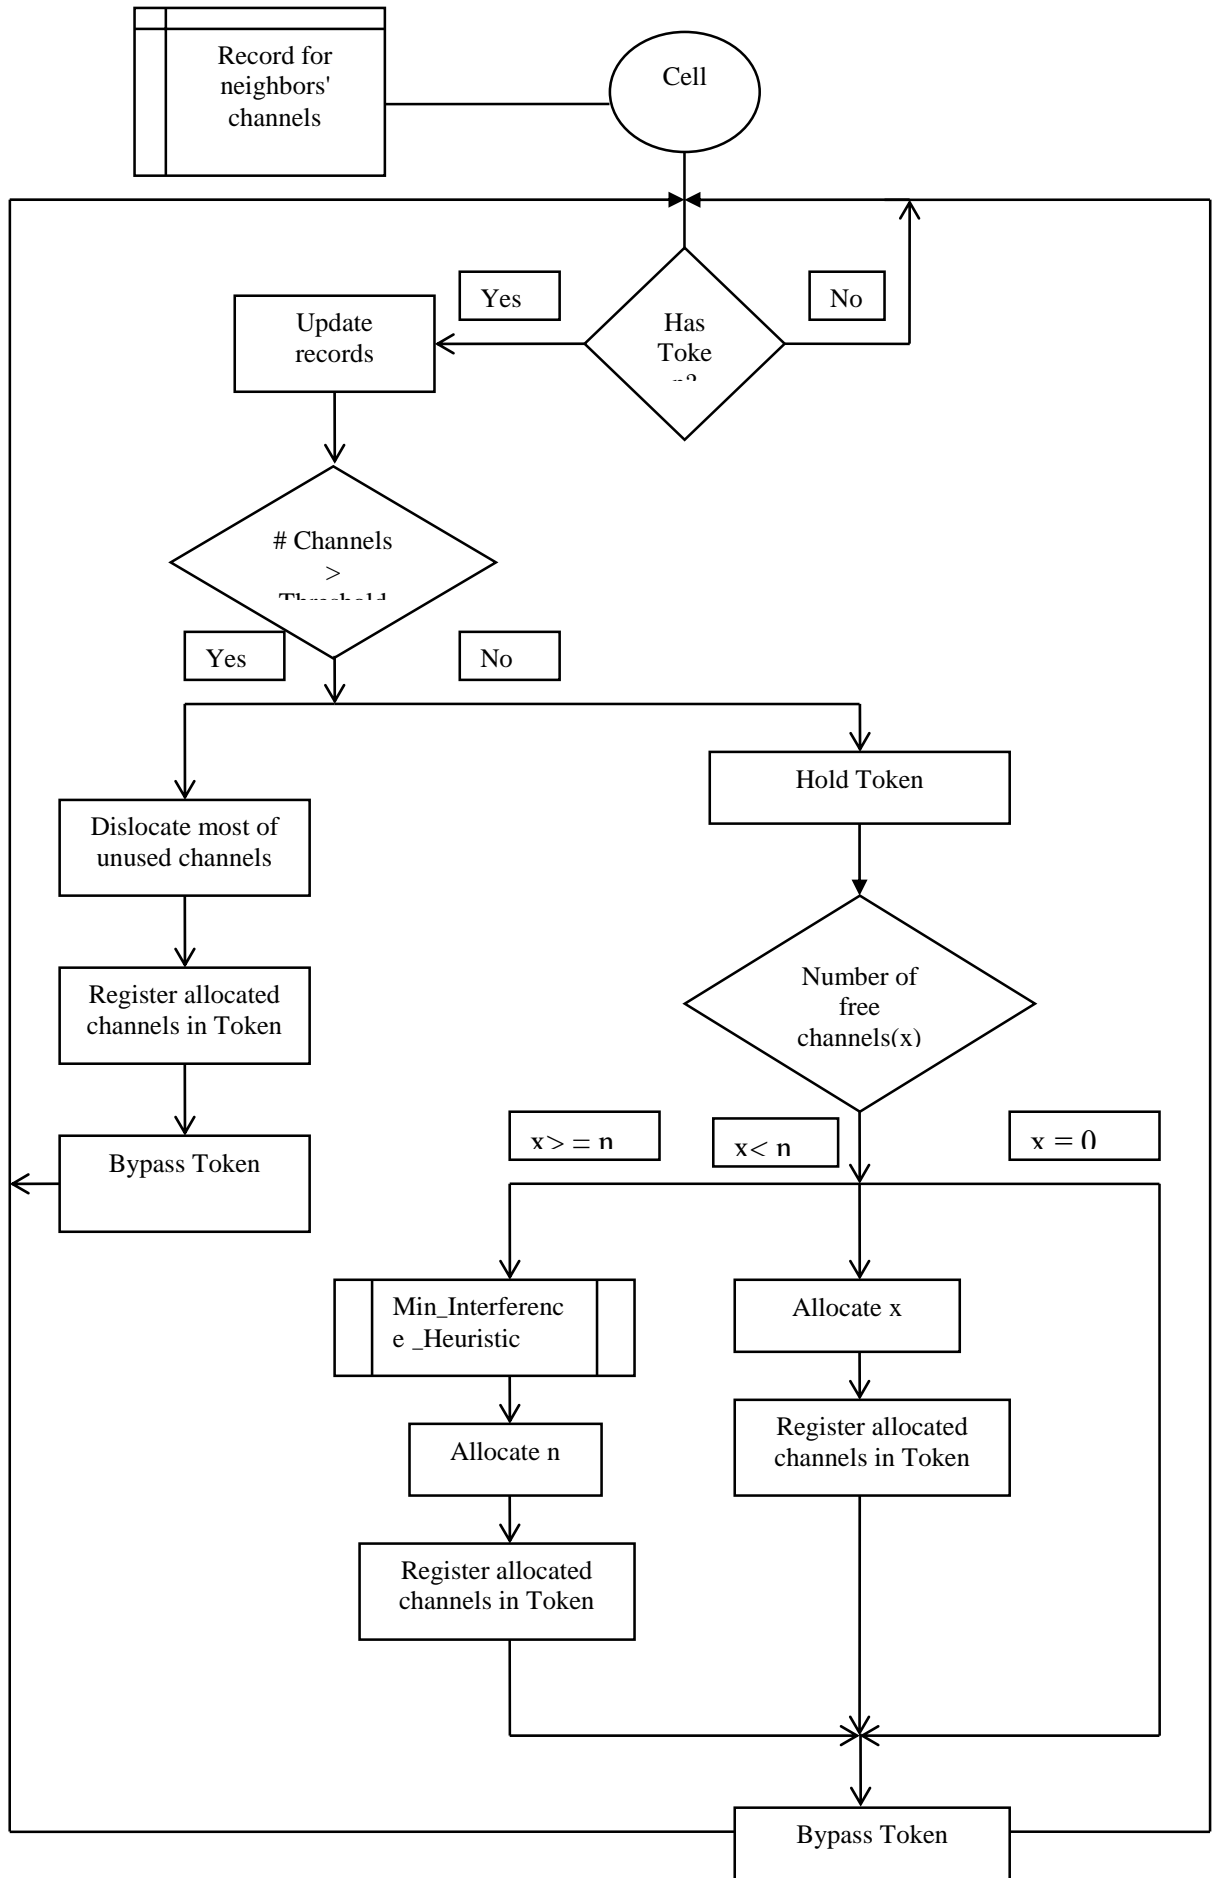 Record for
neighbors'
channels
Cell
Yes
No
Has
Toke
n?
Update
records
# Channels
>
Threshold
Yes
No
Hold Token
Dislocate most of
unused channels
Register allocated
channels in Token
Bypass Token
Number of
free
channels(x)
x> = n
x< n
x = 0
Min_Interferenc
e _Heuristic
Allocate x
Allocate n
Register allocated
channels in Token
Register allocated
channels in Token
Bypass Token